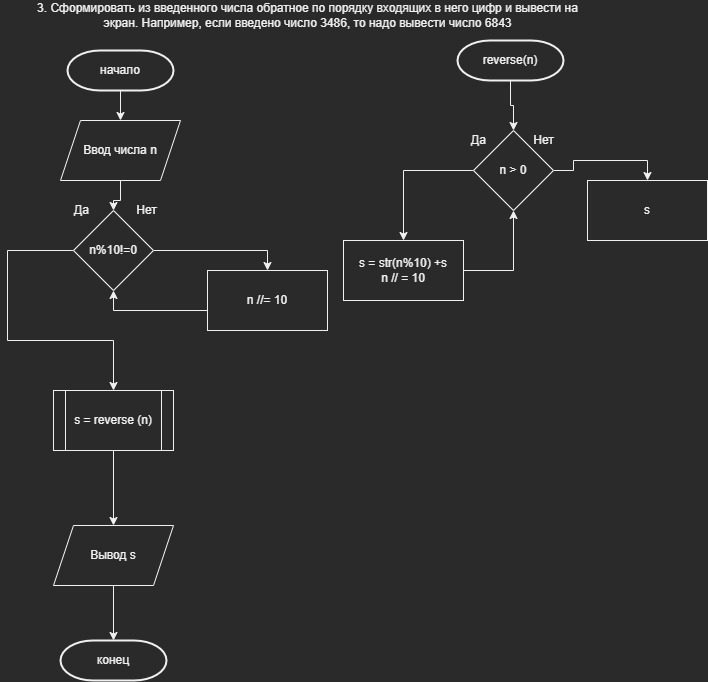 3. Сформировать из введенного числа обратное по порядку входящих в него цифр и вывести на
экран. Например, если введено число 3486, то надо вывести число 6843
начало
Ввод числа n
Да
Нет
n%10!=0
n //= 10
s = reverse (n)
Вывод s
конец
reverse(n)
Да
Нет
n > 0
s = str(n%10) +s
n // = 10
s